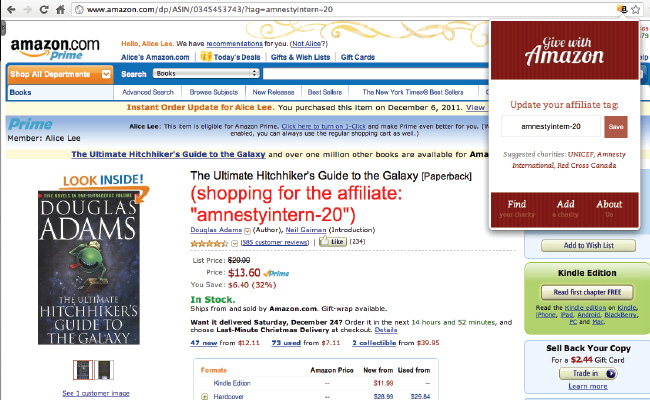 www.amazon.com/dp/ASIN/0345453743/?tag=amnestyintern-20
amazon.com
Prime
Hello, Alice Lee. We have recommendations for you. (Not Alice?)
Alice's Amazon.com Today's Deals Gifts & Wish Lists Gift Cards
Shop All Departments Search Books
Books Advanced Search Browse Subjects New Releases Best Sellers The New York Times® Best Sellers
Instant Order Update for Alice Lee. You purchased this item on December 6, 2011. View
Prime
Member: Alice Lee
Alice Lee: This item is eligible for Amazon Prime. Click here to turn on 1-Click and make Prime even better for you. (W
enabled, you can always use the regular shopping cart as well.)
The Ultimate Hitchhiker's Guide to the Galaxy and over one million other books are available for Amaz
LOOK INSIDE!
FIVE NOVELS IN ONE OUTRAGEOUS VOLUME
DOUGLAS
ADAMS
THE ULTIMATE
HITCHHIKER'S
GUIDE TO
THE GALAXY
See 1 customer image
The Ultimate Hitchhiker's Guide to the Galaxy [Paperback]
(shopping for the affiliate:
"amnestyintern-20")
Douglas Adams (Author), Neil Gaiman (Introduction)
(585 customer reviews) Like (234)
List Price: $20.00
Price: $13.60 Prime
You Save: $6.40 (32%)
In Stock.
Ships from and sold by Amazon.com. Gift-wrap available.
Want it delivered Saturday, December 24? Order it in the next 14 hours and 52 minutes, and
choose Last-Minute Christmas Delivery at checkout. Details
47 new from $12.11 73 used from $7.11 2 collectible from $39.95
Formats Amazon Price New from Used from
Kindle Edition -- $11.99 --
Hardcover -- $28.99 $29.84
Give with
Amazon
Update your affiliate tag:
amnestyintern-20 Save
Suggested charities: UNICEF, Amnesty
International, Red Cross Canada
Find Add About
your charity a charity Us
Add to Wish List
Kindle Edition
Read first chapter FREE
Read the Kindle edition on Kindle,
iPhone, iPad, Android, BlackBerry,
PC and Mac.
Sell Back Your Copy
For a $2.44 Gift Card
Trade in
Learn more